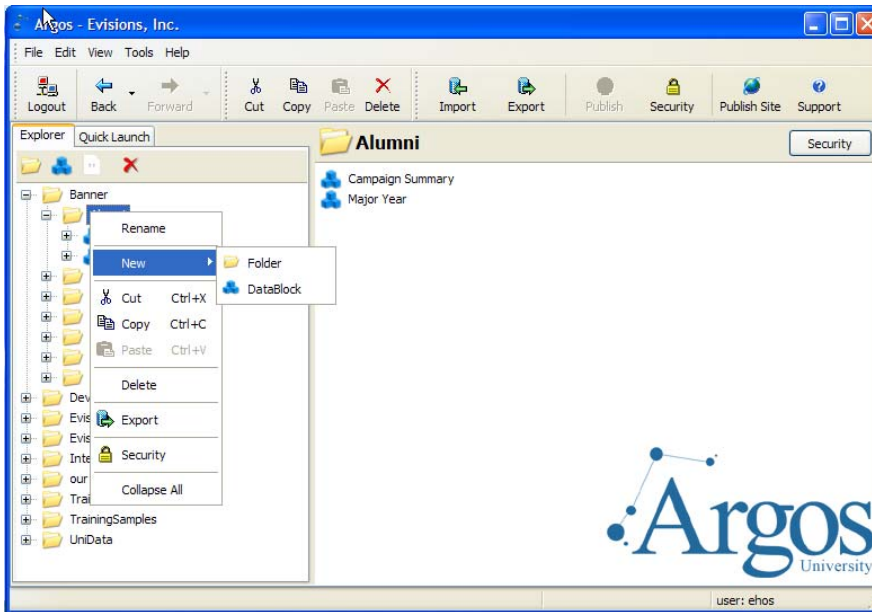 Argos - Evisions, Inc.
File Edit View Tools Help
Logout Back Forward Cut Copy Paste Delete Import Export Publish Security Publish Site Support
Explorer Quick Launch
Alumni
Security
Campaign Summary
Major Year
Banner
Rename
New
Folder
DataBlock
Cut Ctrl+X
Copy Ctrl+C
Paste Ctrl+V
Delete
Dev
Evis
Export
Evis
Inte
Security
our
Trai
Collapse All
TrainingSamples
UniData
Argos
University
user: ehos